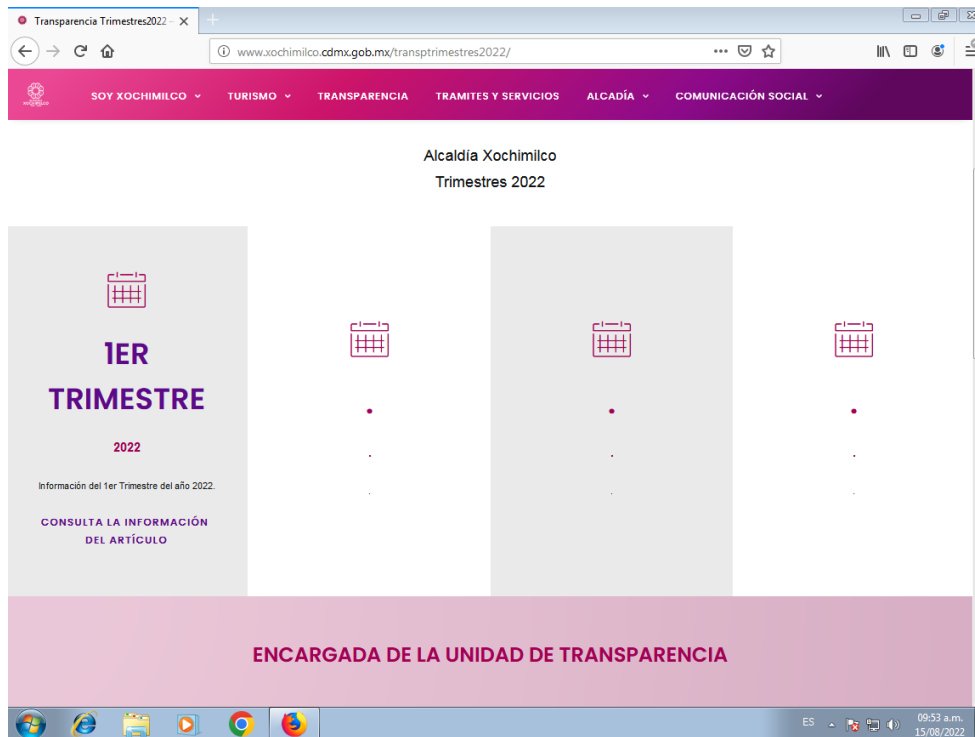 Transparencia Trimestres2022 -
www.xochimilco.cdmx.gob.mx/transptrimestres2022/
XOCHIMILCO
SOY XOCHIMILCO
TURISMO
TRANSPARENCIA
TRAMITES Y SERVICIOS
ALCADÍA
COMUNICACIÓN SOCIAL
Alcaldía Xochimilco
Trimestres 2022
1ER
TRIMESTRE
2022
Información del 1er Trimestre del año 2022.
CONSULTA LA INFORMACIÓN
DEL ARTÍCULO
.
.
.
.
.
.
.
.
.
ENCARGADA DE LA UNIDAD DE TRANSPARENCIA
ES
09:53 a.m.
15/08/2022